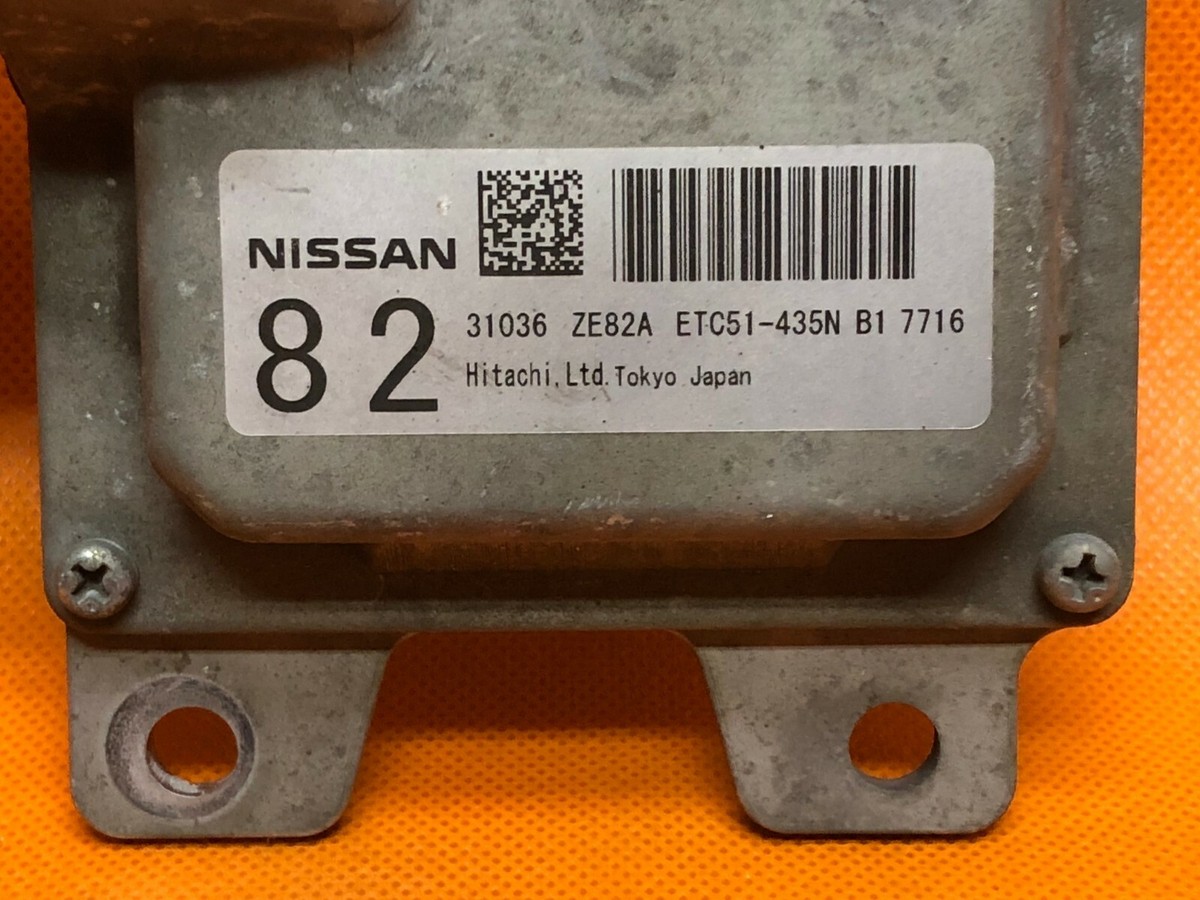 NISSAN
82
31036 ZE82A ETC51-435N B1 7716
Hitachi,Ltd.Tokyo Japan